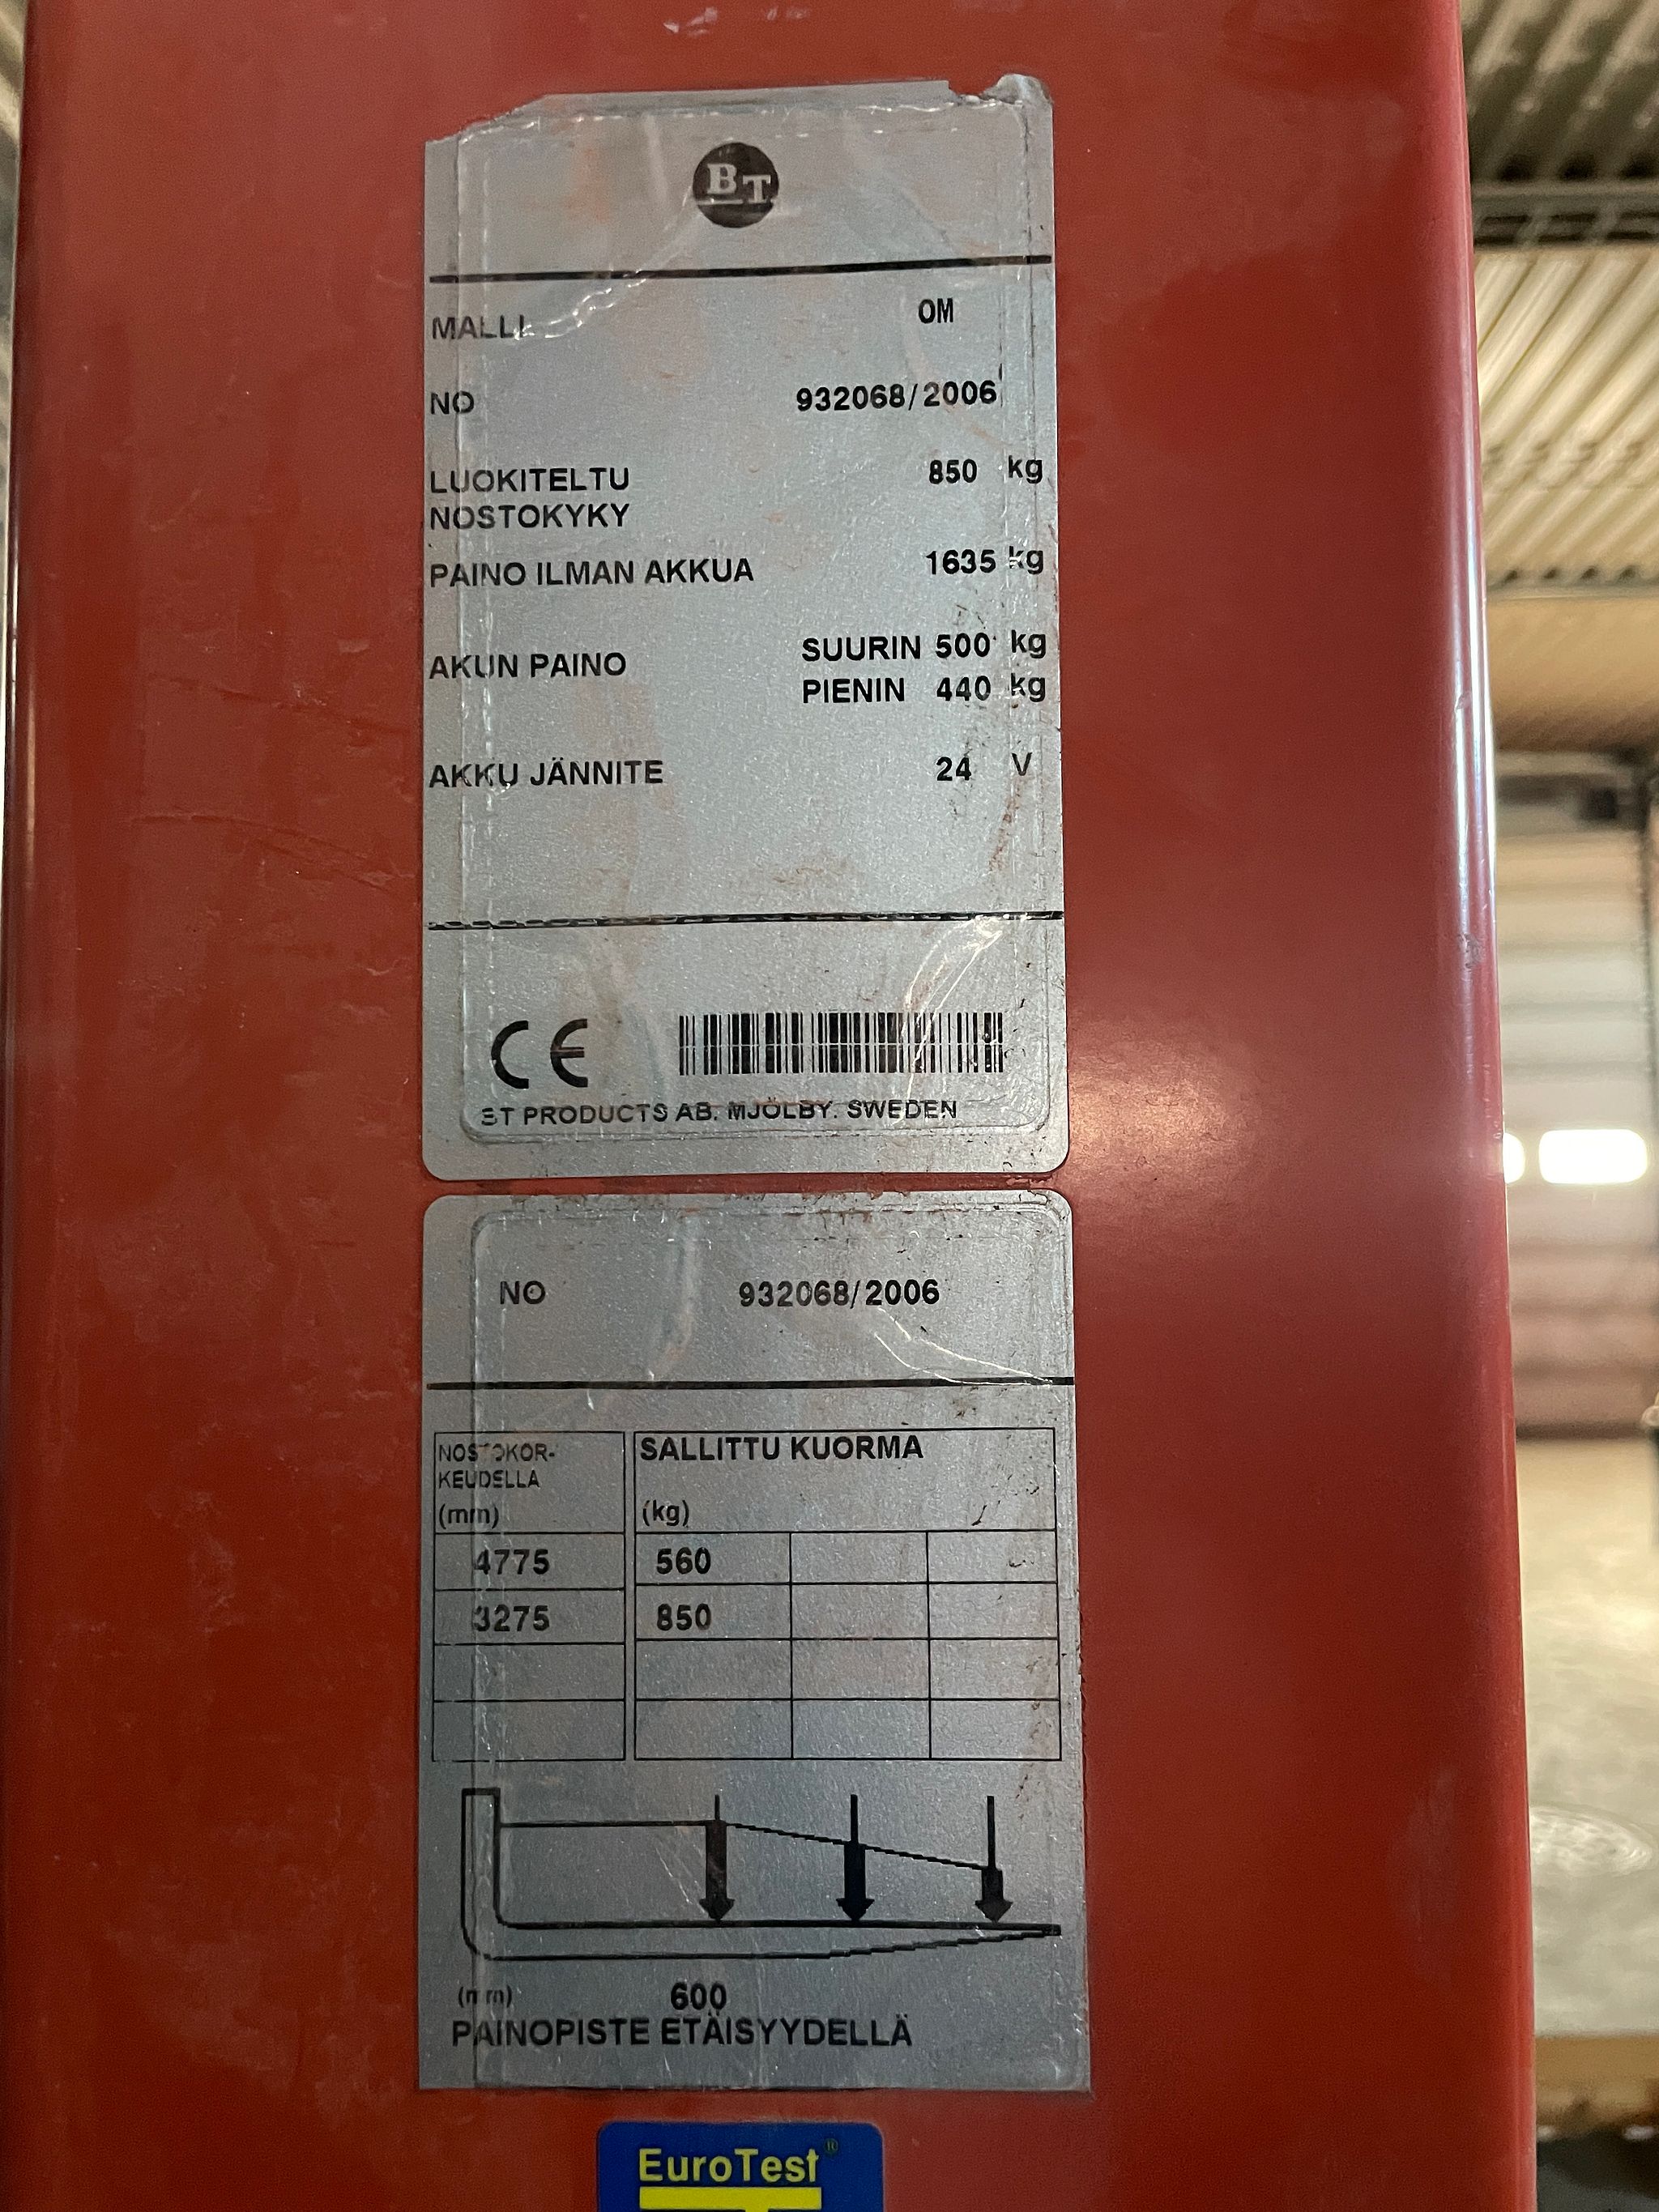 BT
MALLI OM
NO 932068/2006
LUOKITELTU 850 kg
NOSTOKYKY
PAINO ILMAN AKKUA 1635 kg
AKUN PAINO SUURIN 500 kg
PIENIN 440 kg
AKKU JÄNNITE 24 V
CE
BT PRODUCTS AB. MJÖLBY. SWEDEN
NO 932068/2006
NOSTOKOR- SALLITTU KUORMA
KEUDELLA
(mm) (kg)
4775 560
3275 850
(mm) 600
PAINOPISTE ETÄISYYDELLÄ
EuroTest®